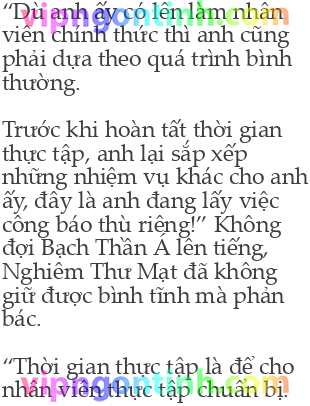 “Dù anh ấy có lên làm nhân
viên chính thức thì anh cũng
phải dựa theo quá trình bình
thường.
Trước khi hoàn tất thời gian
thực tập, anh lại sắp xếp
những nhiệm vụ khác cho anh
ấy, đây là anh đang lấy việc
công báo thù riêng!” Không
đợi Bạch Thần Á lên tiếng,
Nghiêm Thư Mạt đã không
giữ được bình tĩnh mà phản
bác.
“Thời gian thực tập là để cho
nhân viên thực tập chuẩn bị.
vipngontinh.com
vipngontinh.com